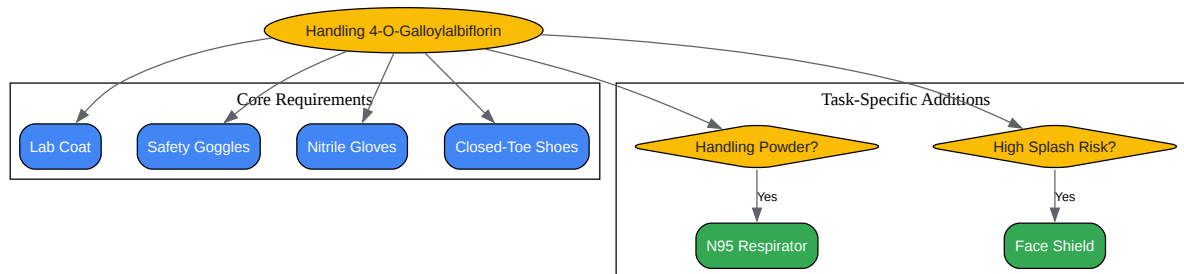 Handling 4-O-Galloylalbiflorin
Core Requirements
Task-Specific Additions
Lab Coat
Safety Goggles
Nitrile Gloves
Closed-Toe Shoes
Handling Powder?
High Splash Risk?
Yes
Yes
N95 Respirator
Face Shield